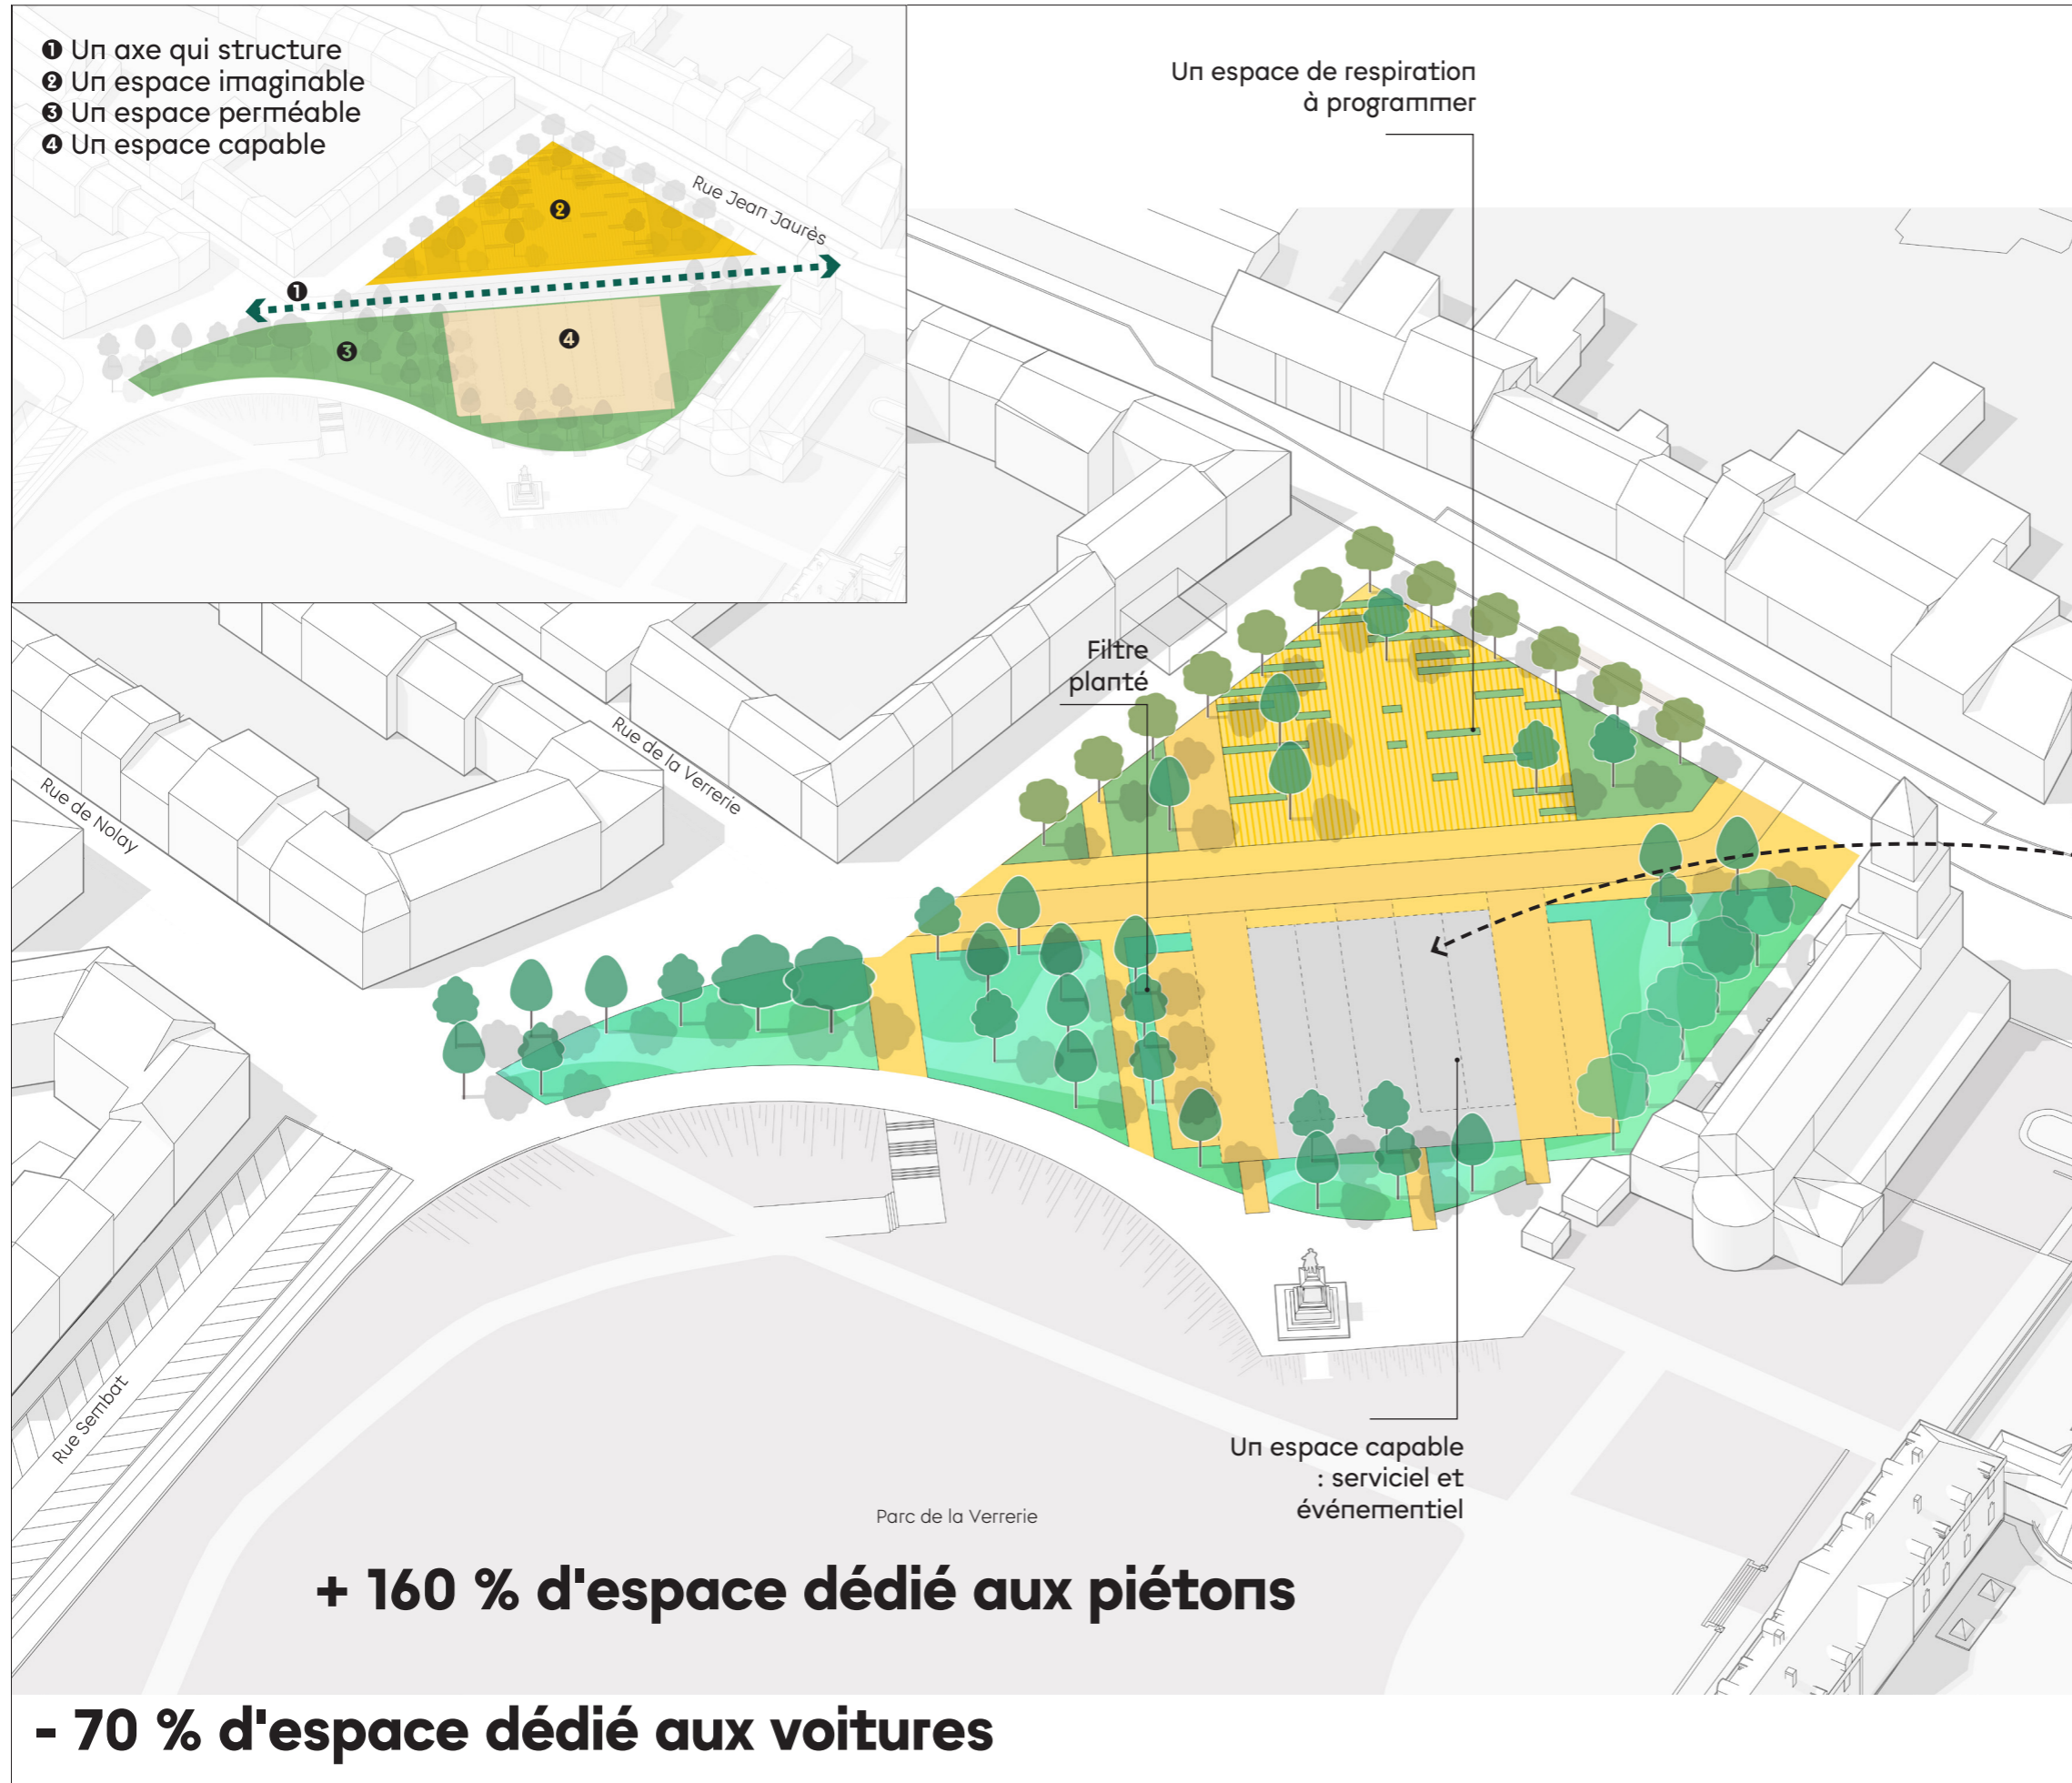 ❶ Un axe qui structure
❷ Un espace imaginable
❸ Un espace perméable
❹ Un espace capable
❷
Rue Jean Jaurès
❶
❸
❹
Un espace de respiration
à programmer
Filtre
planté
Rue de la Verrerie
Rue de Nolay
Rue Sembat
Un espace capable
: serviciel et
événementiel
Parc de la Verrerie
+ 160 % d'espace dédié aux piétons
- 70 % d'espace dédié aux voitures